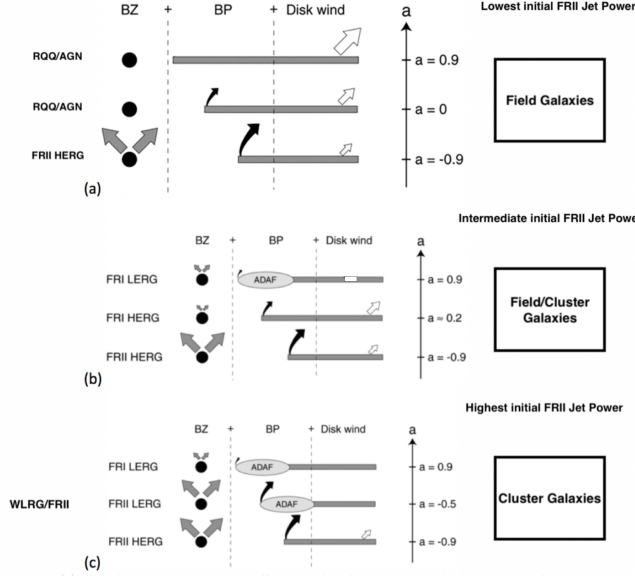 BZ + BP + Disk wind a Lowest initial FRII Jet Power
RQQ/AGN a = 0.9
RQQ/AGN a = 0 Field Galaxies
FRII HERG a = -0.9
(a)
Intermediate initial FRII Jet Powe
BZ + BP + Disk wind a
FRI LERG ADAF a = 0.9
FRI HERG a ≈ 0.2 Field/Cluster
Galaxies
FRII HERG a = -0.9
(b)
Highest initial FRII Jet Power
BZ + BP + Disk wind a
FRI LERG ADAF a = 0.9
WLRG/FRII FRII LERG ADAF a = -0.5 Cluster Galaxies
FRII HERG a = -0.9
(c)